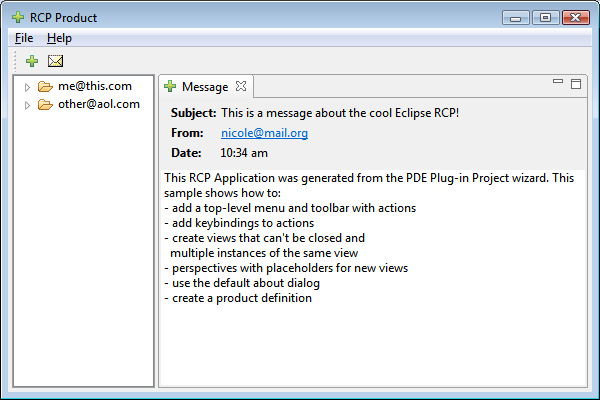 RCP Product
File Help
me@this.com
other@aol.com
Message
Subject: This is a message about the cool Eclipse RCP!
From: nicole@mail.org
Date: 10:34 am
This RCP Application was generated from the PDE Plug-in Project wizard. This
sample shows how to:
- add a top-level menu and toolbar with actions
- add keybindings to actions
- create views that can't be closed and
multiple instances of the same view
- perspectives with placeholders for new views
- use the default about dialog
- create a product definition